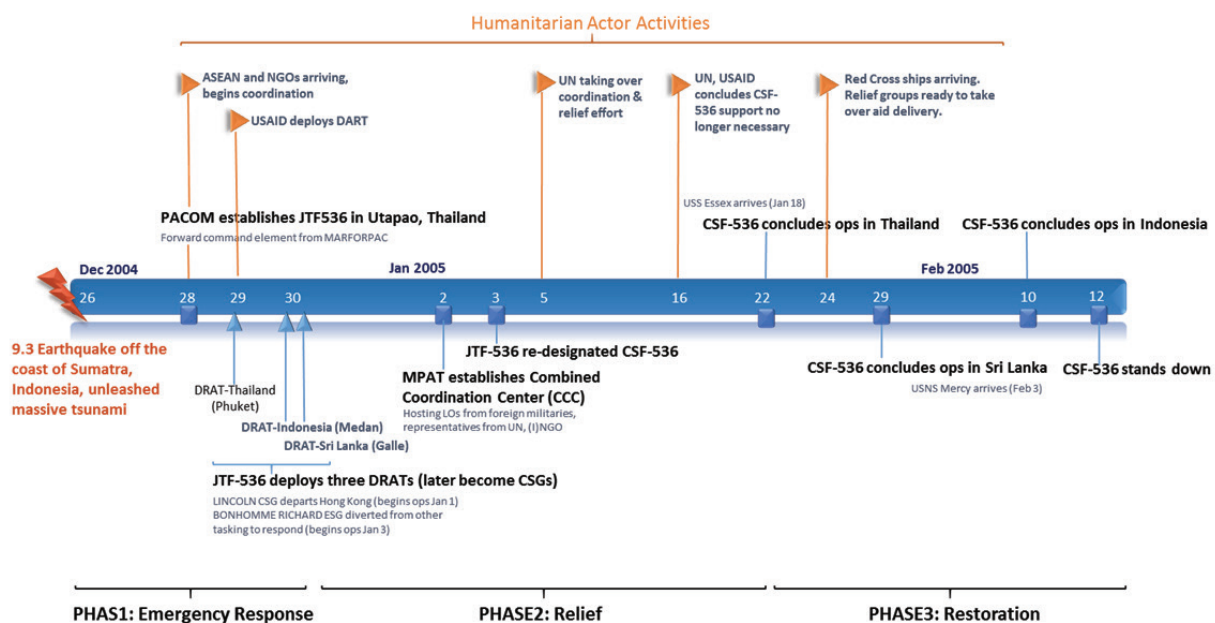 Humanitarian Actor Activities
ASEAN and NGOs arriving,
begins coordination
USAID deploys DART
UN taking over
coordination &
relief effort
UN, USAID
concludes CSF-
536 support no
longer necessary
Red Cross ships arriving.
Relief groups ready to take
over aid delivery.
PACOM establishes JTF536 in Utapao, Thailand
Forward command element from MARFORPAC
USS Essex arrives (Jan 18)
CSF-536 concludes ops in Thailand
CSF-536 concludes ops in Indonesia
Dec 2004
Jan 2005
Feb 2005
26 28 29 30 2 3 5 16 22 24 29 10 12
9.3 Earthquake off the
coast of Sumatra,
Indonesia, unleashed
massive tsunami
DRAT-Thailand
(Phuket)
DRAT-Indonesia (Medan)
DRAT-Sri Lanka (Galle)
JTF-536 deploys three DRATs (later become CSGs)
LINCOLN CSG departs Hong Kong (begins ops Jan 1)
BONHOMME RICHARD ESG diverted from other
tasking to respond (begins ops Jan 3)
JTF-536 re-designated CSF-536
MPAT establishes Combined
Coordination Center (CCC)
Hosting LOs from foreign militaries,
representatives from UN, (I)NGO
CSF-536 concludes ops in Sri Lanka
USNS Mercy arrives (Feb 3)
CSF-536 stands down
PHAS1: Emergency Response
PHASE2: Relief
PHASE3: Restoration